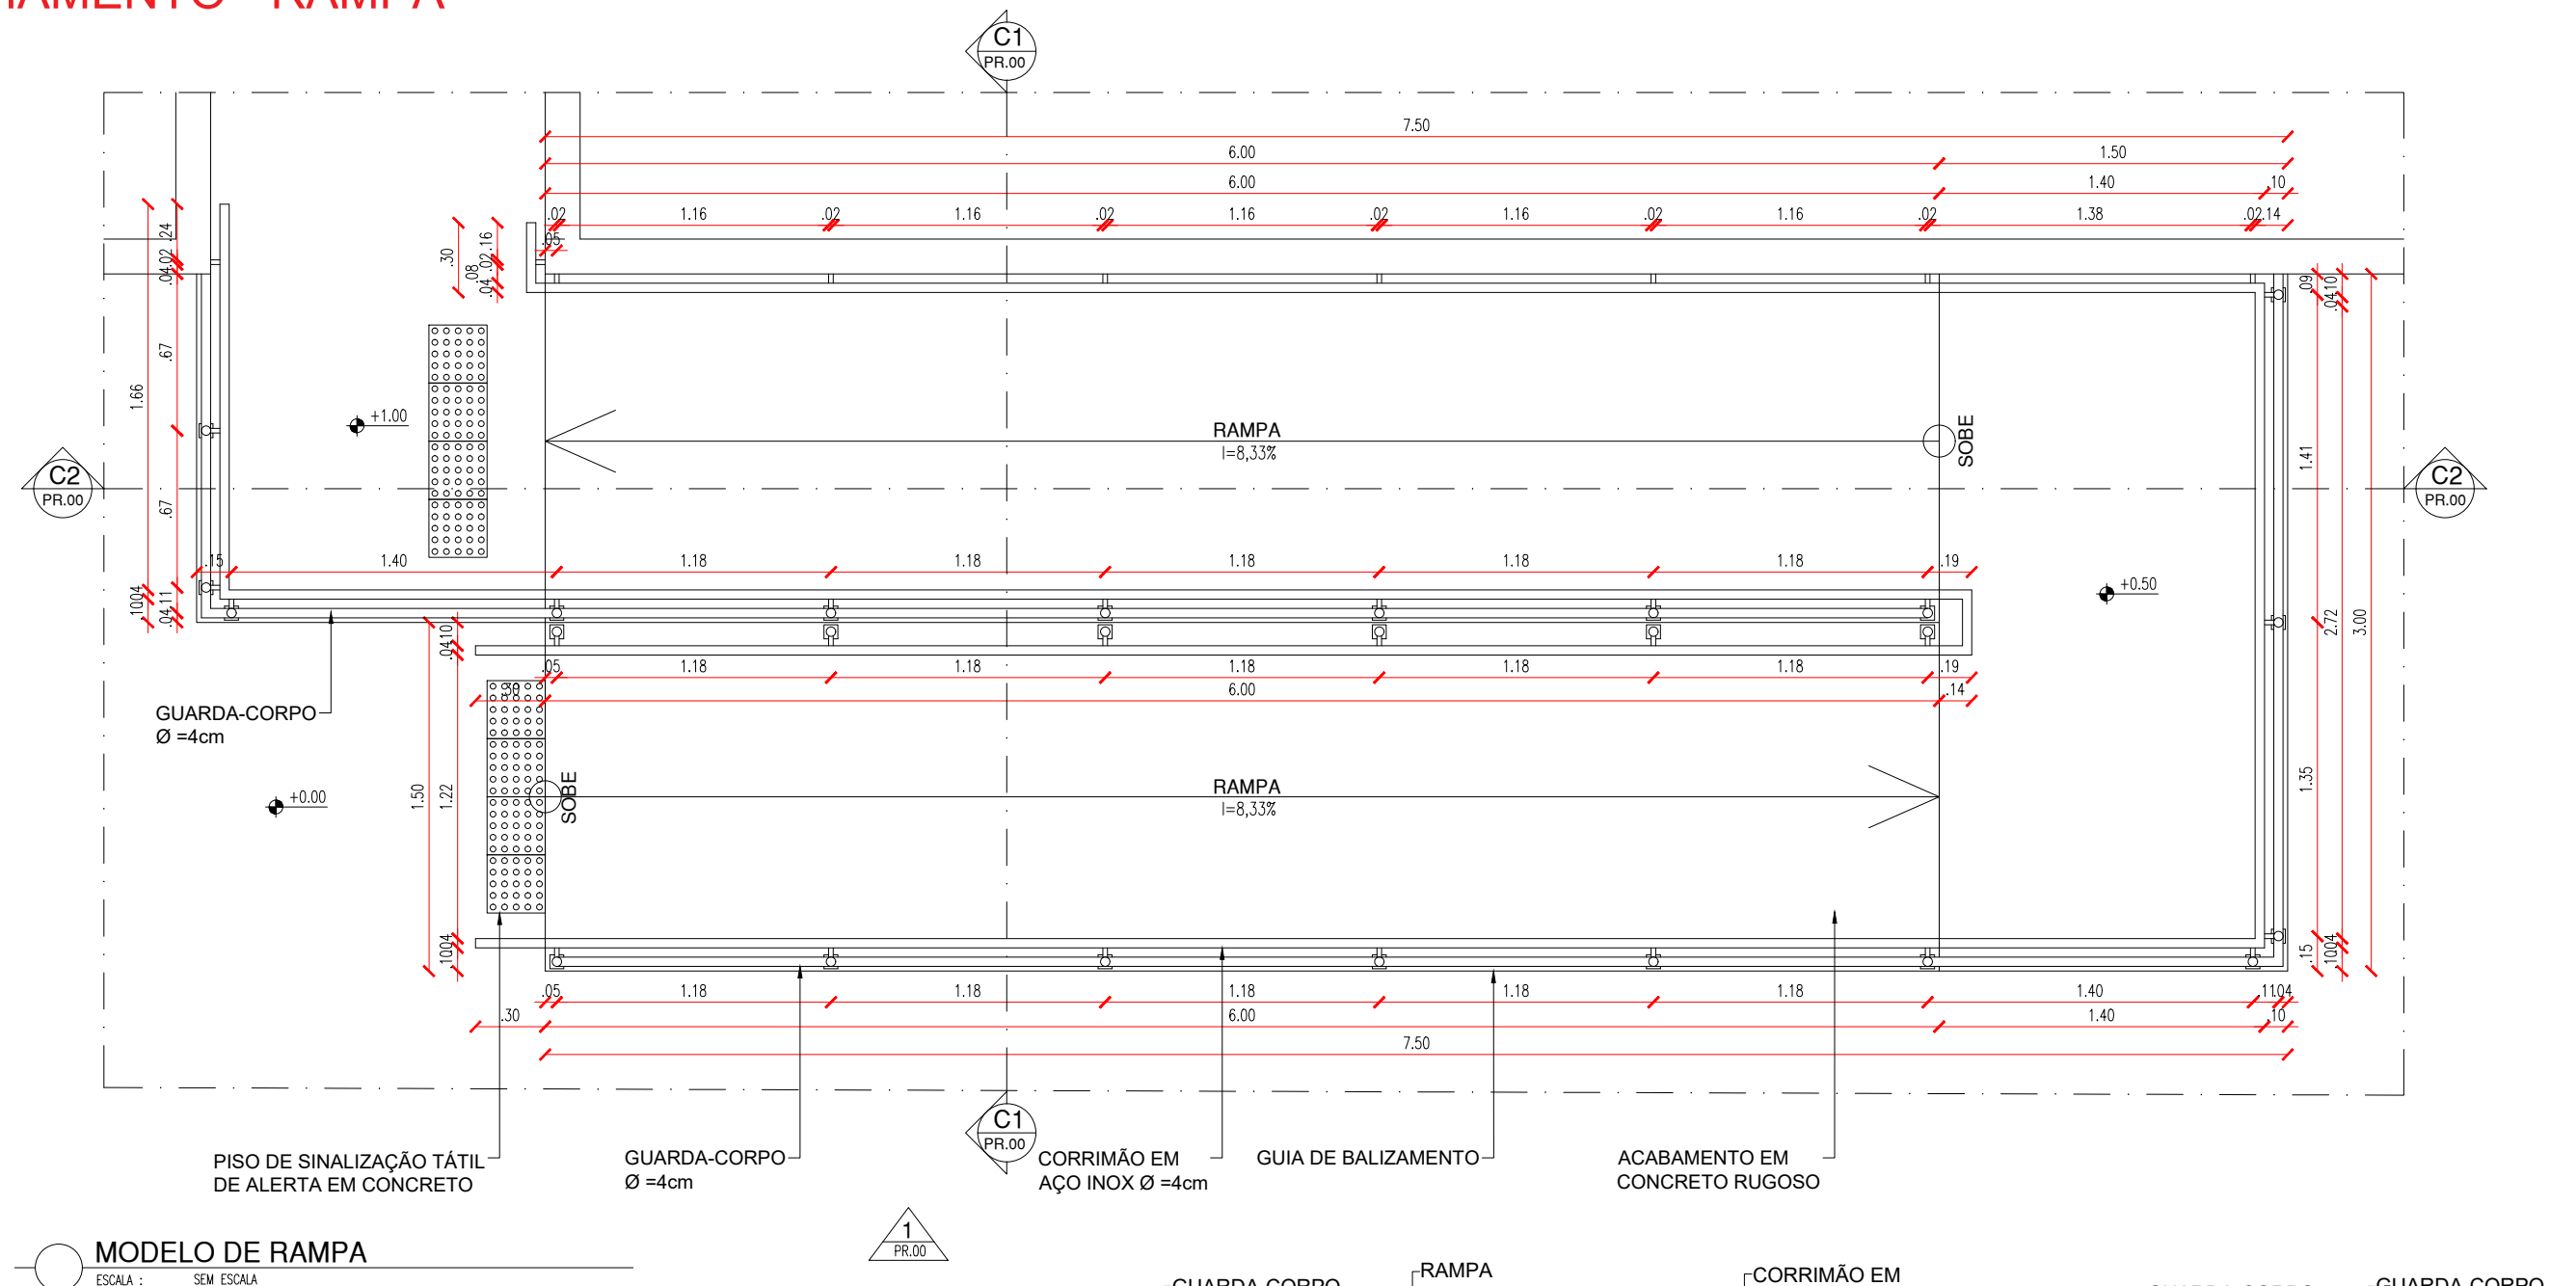 RAMPA
C1
PR.00
7.50
6.00
1.50
6.00
1.40
.10
.02
1.16
.02
1.16
.02
1.16
.02
1.16
.02
1.16
.02
1.38
.02
.14
.05
.24
.02
.04
.67
1.66
.67
.11
.04
.10
.04
.30
.16
.02
.08
.04
+1.00
RAMPA
I=8,33%
SOBE
.09
.10
.04
1.41
2.72
3.00
1.35
.15
.10
.04
C2
PR.00
C2
PR.00
.15
1.40
1.18
1.18
1.18
1.18
1.18
.19
+0.50
.10
.04
.05
1.18
1.18
1.18
1.18
1.18
.19
.30
6.00
.14
GUARDA-CORPO
Ø =4cm
+0.00
1.50
1.22
.10
.04
SOBE
RAMPA
I=8,33%
.05
1.18
1.18
1.18
1.18
1.18
1.40
.11
.04
.30
6.00
1.40
.10
7.50
C1
PR.00
PISO DE SINALIZAÇÃO TÁTIL
DE ALERTA EM CONCRETO
GUARDA-CORPO
Ø =4cm
CORRIMÃO EM
AÇO INOX Ø =4cm
GUIA DE BALIZAMENTO
ACABAMENTO EM
CONCRETO RUGOSO
1
PR.00
MODELO DE RAMPA
ESCALA : SEM ESCALA
GUARDA-CORPO
RAMPA
CORRIMÃO EM
GUARDA-CORPO